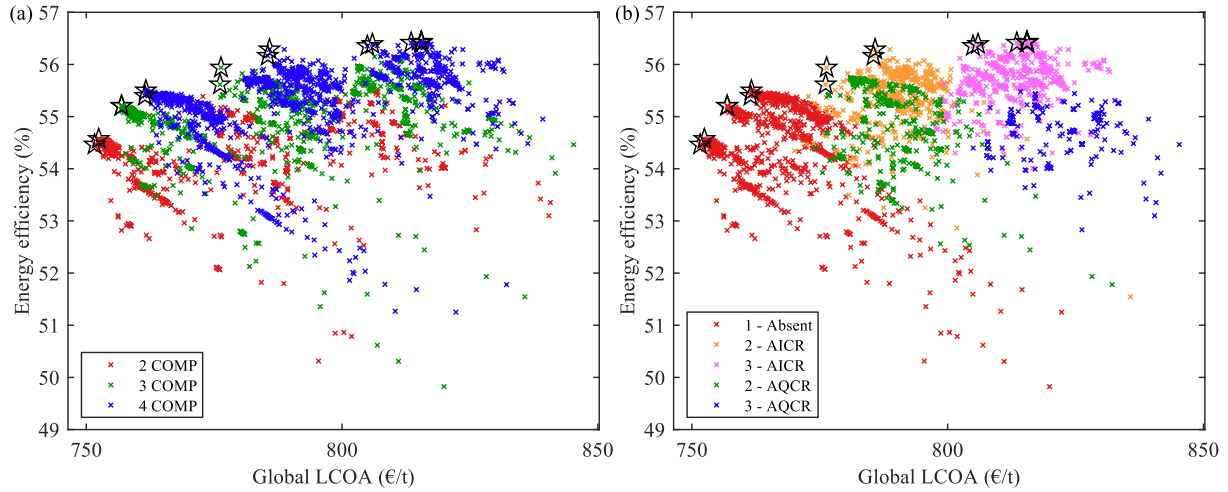 (a)
57
56
55
54
53
52
51
50
49
Energy efficiency (%)
2 COMP
3 COMP
4 COMP
750
800
850
Global LCOA (€/t)
(b)
57
56
55
54
53
52
51
50
49
Energy efficiency (%)
1 - Absent
2 - AICR
3 - AICR
2 - AQCR
3 - AQCR
750
800
850
Global LCOA (€/t)